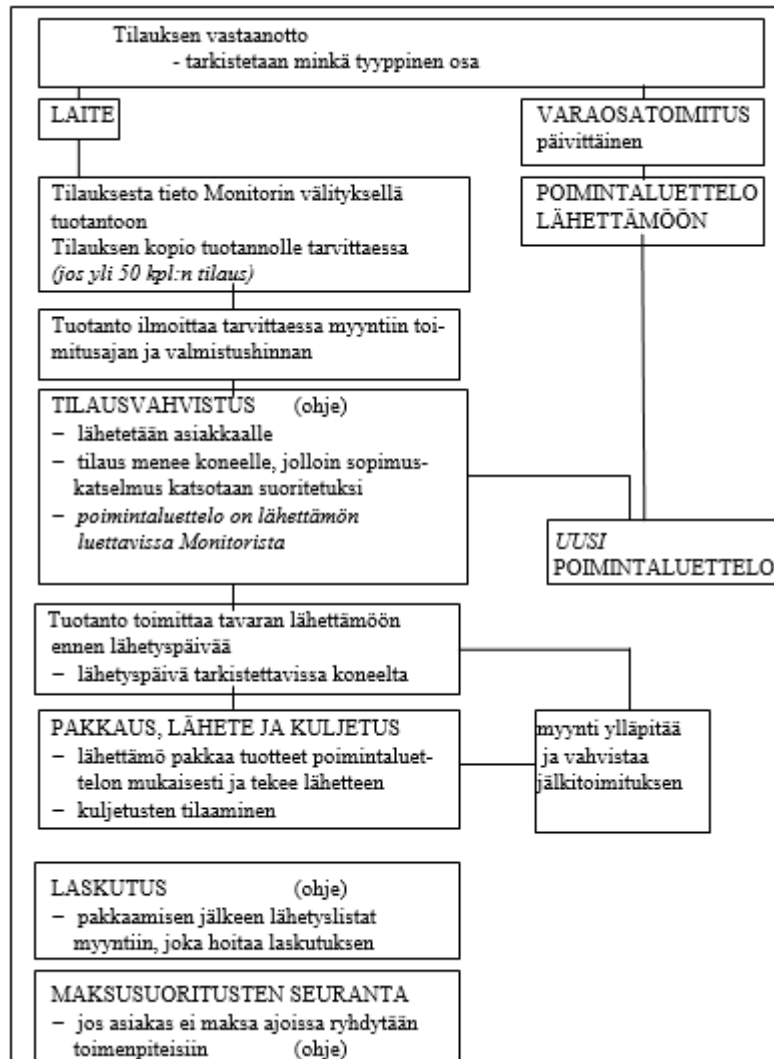 Tilauksen vastaanotto
- tarkistetaan minkä tyyppinen osa
LAITE
VARAOSATOIMITUS
päivittäinen
Tilauksesta tieto Monitorin välityksellä
tuotantoon
Tilauksen kopio tuotannolle tarvittaessa
(jos yli 50 kpl:n tilaus)
POIMINTALUETTELO
LÄHETTÄMÖÖN
Tuotanto ilmoittaa tarvittaessa myyntiin toi-
mitusajan ja valmistushinnan
TILAUSVAHVISTUS (ohje)
– lähetetään asiakkaalle
– tilaus menee koneelle, jolloin sopimus-
katselmus katsotaan suoritetuksi
– poimintaluettelo on lähettämön
luettavissa Monitorista
UUSI
POIMINTALUETTELO
Tuotanto toimittaa tavaran lähettämöön
ennen lähetyspäivää
– lähetyspäivä tarkistettavissa koneelta
PAKKAUS, LÄHETE JA KULJETUS
– lähettämö pakkaa tuotteet poimintaluet-
telon mukaisesti ja tekee lähetteen
– kuljetusten tilaaminen
myynti ylläpitää
ja vahvistaa
jälkitoimituksen
LASKUTUS (ohje)
– pakkaamisen jälkeen lähetyslistat
myyntiin, joka hoitaa laskutuksen
MAKSUSUORITUSTEN SEURANTA
– jos asiakas ei maksa ajoissa ryhdytään
toimenpiteisiin (ohje)